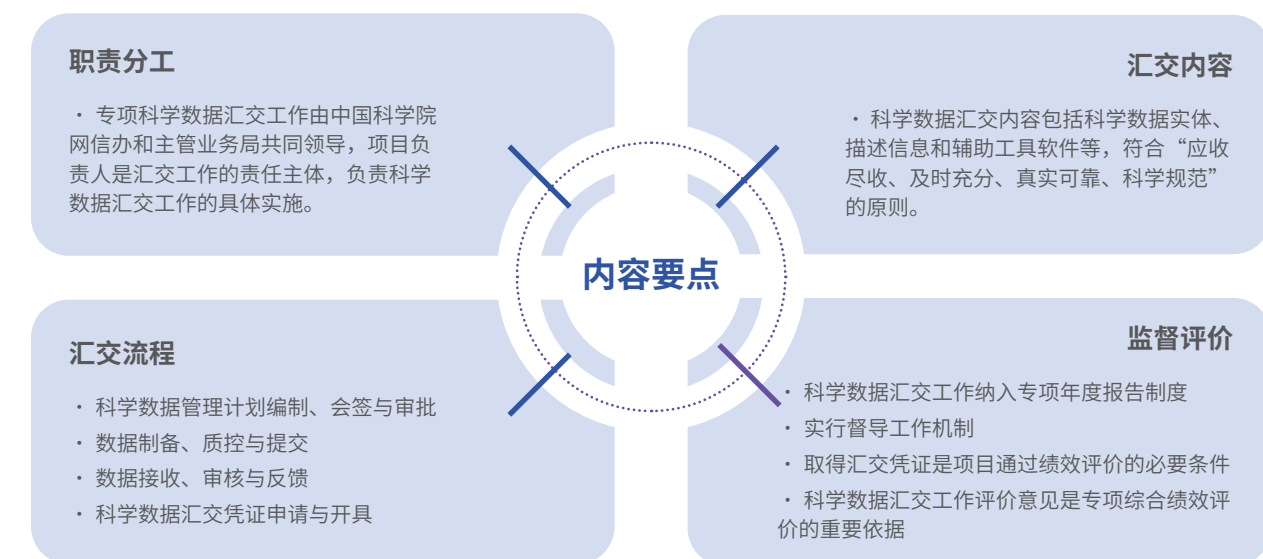 职责分工
· 专项科学数据汇交工作由中国科学院
网信办和主管业务局共同领导，项目负
责人是汇交工作的责任主体，负责科学
数据汇交工作的具体实施。
汇交内容
· 科学数据汇交内容包括科学数据实体、
描述信息和辅助工具软件等，符合“应收
尽收、及时充分、真实可靠、科学规范”
的原则。
内容要点
汇交流程
· 科学数据管理计划编制、会签与审批
· 数据制备、质控与提交
· 数据接收、审核与反馈
· 科学数据汇交凭证申请与开具
监督评价
· 科学数据汇交工作纳入专项年度报告制度
· 实行督导工作机制
· 取得汇交凭证是项目通过绩效评价的必要条件
· 科学数据汇交工作评价意见是专项综合绩效评
价的重要依据